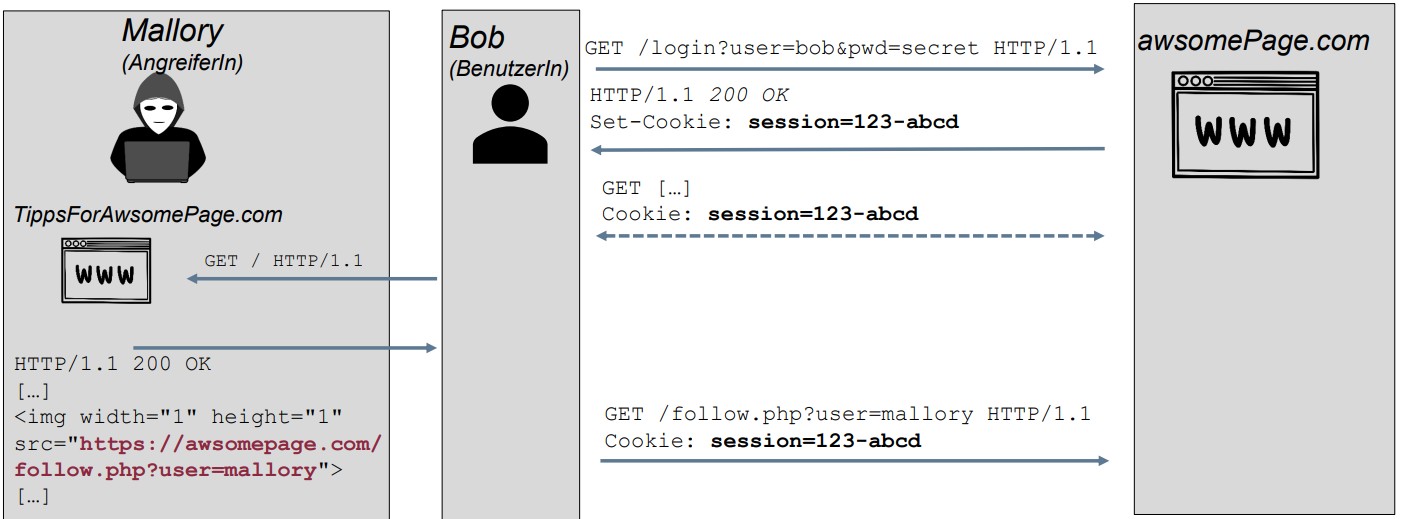 Mallory
(AngreiferIn)
TippsForAwsomePage.com
WWW
GET / HTTP/1.1
HTTP/1.1 200 OK
[…]
<img width="1" height="1"
src="https://awsomepage.com/
follow.php?user=mallory">
[…]
Bob
(BenutzerIn)
GET /login?user=bob&pwd=secret HTTP/1.1
HTTP/1.1 200 OK
Set-Cookie: session=123-abcd
GET […]
Cookie: session=123-abcd
GET /follow.php?user=mallory HTTP/1.1
Cookie: session=123-abcd
awsomePage.com
WWW